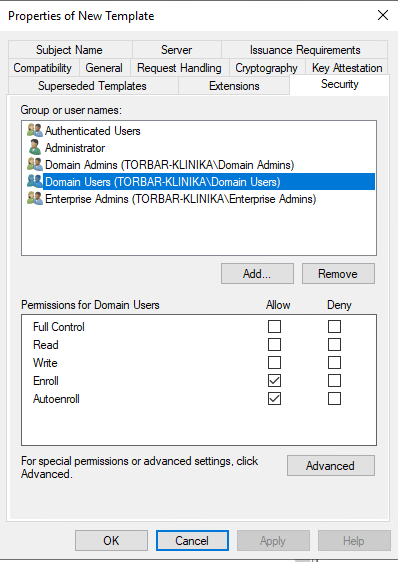 Properties of New Template
Subject Name Server Issuance Requirements
Compatibility General Request Handling Cryptography Key Attestation
Superseded Templates Extensions Security
Group or user names:
Authenticated Users
Administrator
Domain Admins (TORBAR-KLINIKA\Domain Admins)
Domain Users (TORBAR-KLINIKA\Domain Users)
Enterprise Admins (TORBAR-KLINIKA\Enterprise Admins)
Add... Remove
Permissions for Domain Users Allow Deny
Full Control
Read
Write
Enroll
Autoenroll
For special permissions or advanced settings, click
Advanced.
Advanced
OK Cancel Apply Help